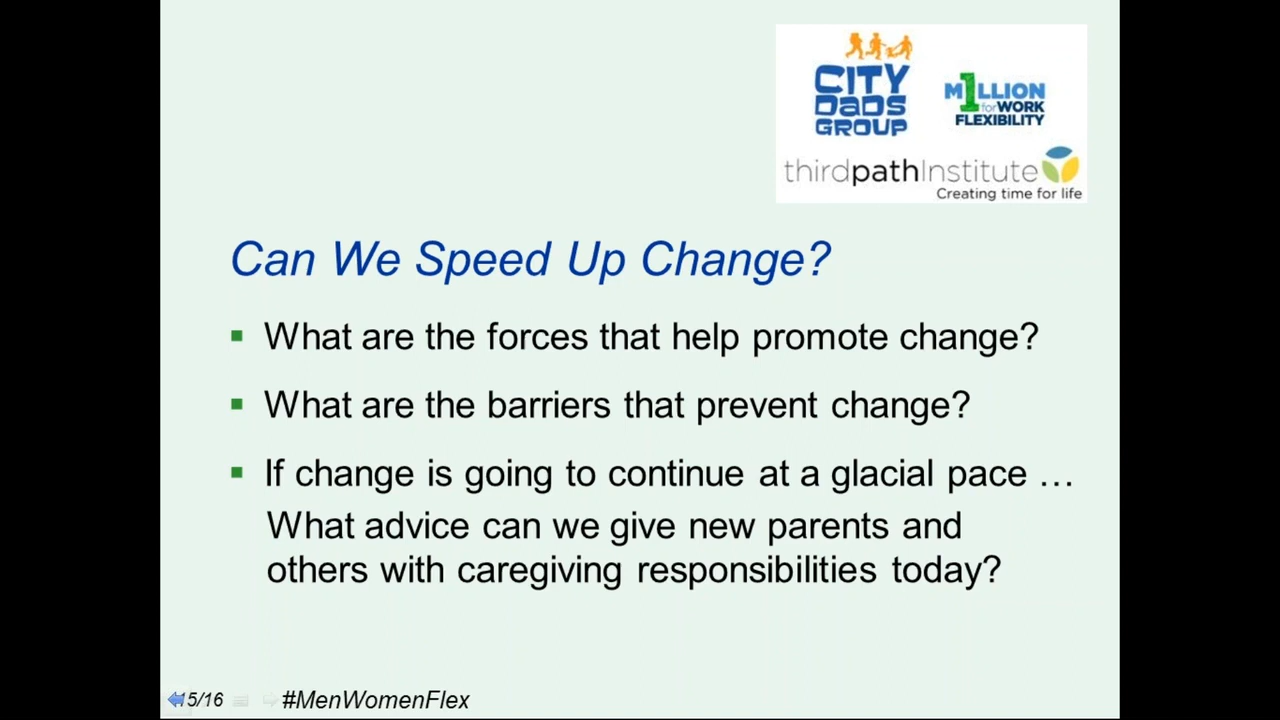 CITY
DADS
GROUP
M1LLION
for WORK
FLEXIBILITY
thirdpathInstitute
Creating time for life
Can We Speed Up Change?
What are the forces that help promote change?
What are the barriers that prevent change?
If change is going to continue at a glacial pace …
What advice can we give new parents and
others with caregiving responsibilities today?
15/16 #MenWomenFlex